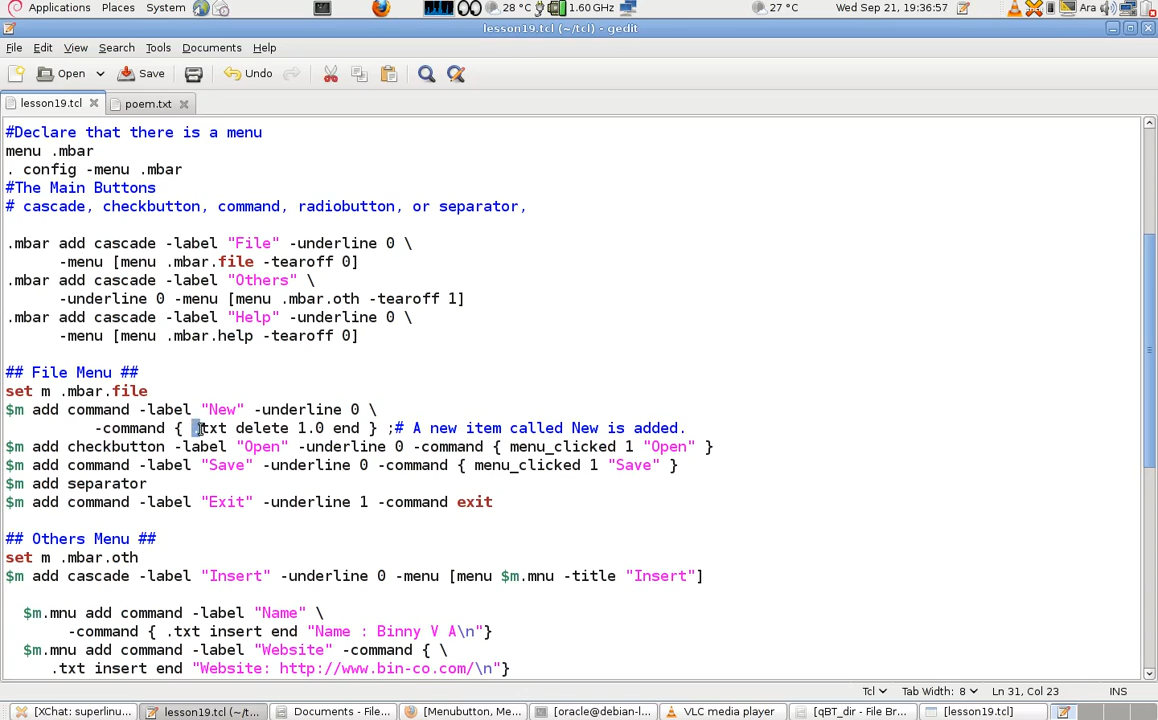 Applications Places System 28 °C 1.60 GHz 27 °C Wed Sep 21, 19:36:57 Ara
lesson19.tcl (~/tcl) - gedit
File Edit View Search Tools Documents Help
Open Save Undo
lesson19.tcl poem.txt
#Declare that there is a menu
menu .mbar
. config -menu .mbar
#The Main Buttons
# cascade, checkbutton, command, radiobutton, or separator,
.mbar add cascade -label "File" -underline 0 \
-menu [menu .mbar.file -tearoff 0]
.mbar add cascade -label "Others" \
-underline 0 -menu [menu .mbar.oth -tearoff 1]
.mbar add cascade -label "Help" -underline 0 \
-menu [menu .mbar.help -tearoff 0]
## File Menu ##
set m .mbar.file
$m add command -label "New" -underline 0 \
-command { .txt delete 1.0 end } ;# A new item called New is added.
$m add checkbutton -label "Open" -underline 0 -command { menu_clicked 1 "Open" }
$m add command -label "Save" -underline 0 -command { menu_clicked 1 "Save" }
$m add separator
$m add command -label "Exit" -underline 1 -command exit
## Others Menu ##
set m .mbar.oth
$m add cascade -label "Insert" -underline 0 -menu [menu $m.mnu -title "Insert"]
$m.mnu add command -label "Name" \
-command { .txt insert end "Name : Binny V A\n"}
$m.mnu add command -label "Website" -command { \
.txt insert end "Website: http://www.bin-co.com/\n"}
Tcl Tab Width: 8 Ln 31, Col 23 INS
[XChat: superlinu... lesson19.tcl (~/t... Documents - File... [Menubutton, Me... [oracle@debian-l... VLC media player [qBT_dir - File Br... [lesson19.tcl]